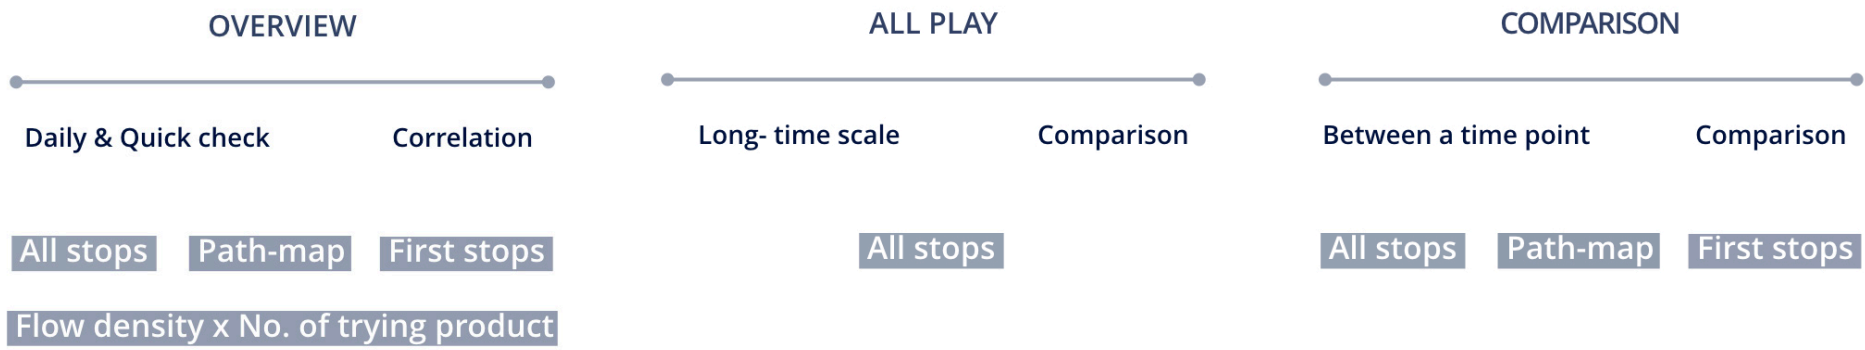 OVERVIEW
Daily & Quick check
Correlation
All stops
Path-map
First stops
Flow density x No. of trying product
ALL PLAY
Long- time scale
Comparison
All stops
COMPARISON
Between a time point
Comparison
All stops
Path-map
First stops